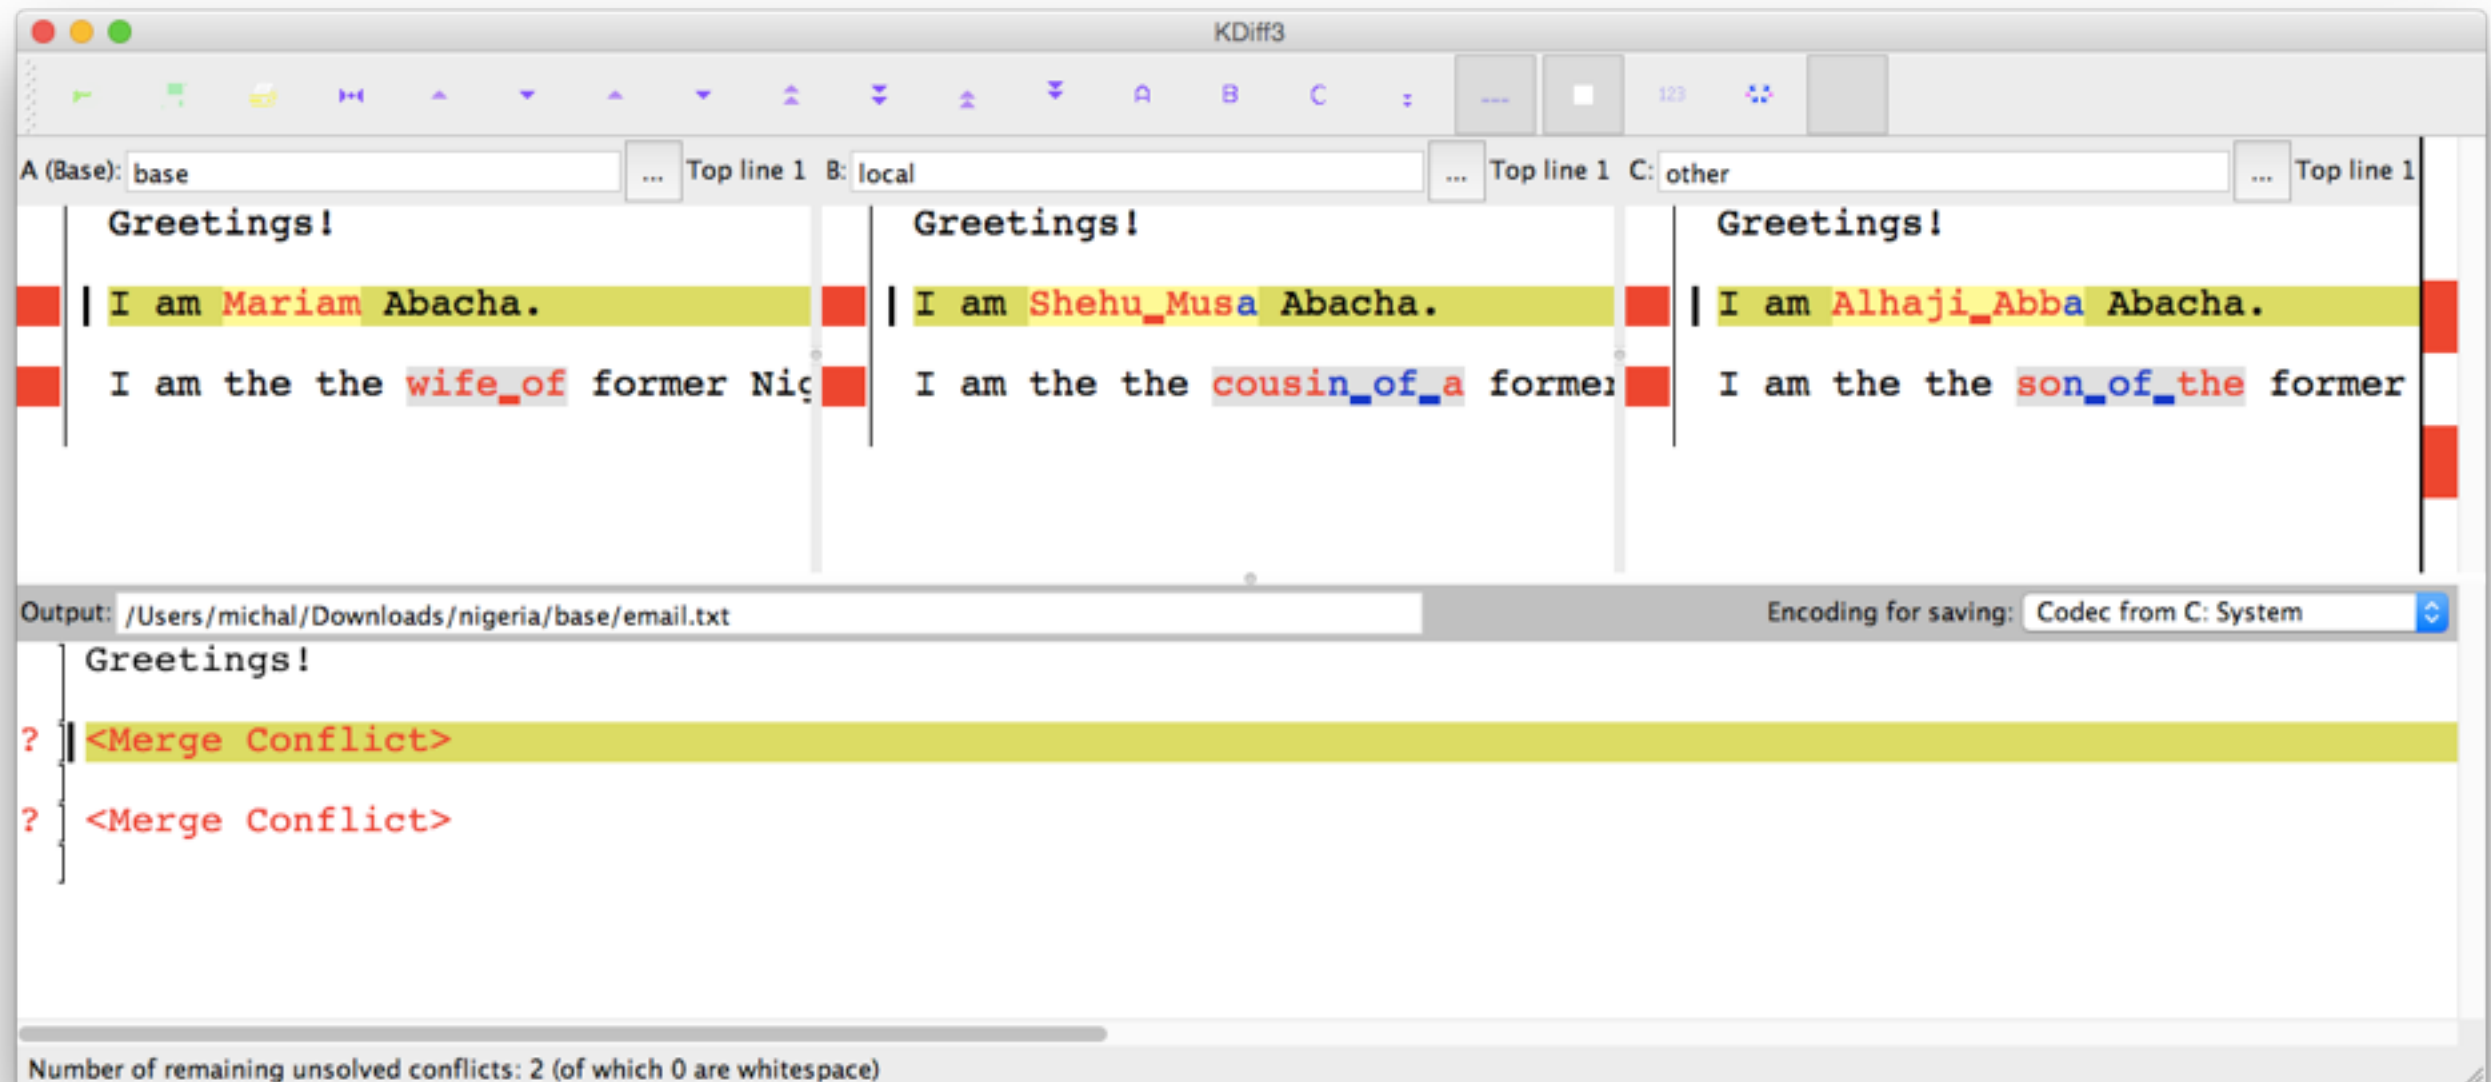 KDiff3
A B C --- 123
A (Base): base ... Top line 1 B: local ... Top line 1 C: other ... Top line 1
Greetings! Greetings! Greetings!
I am Mariam Abacha. I am Shehu_Musa Abacha. I am Alhaji_Abba Abacha.
I am the the wife_of former Nig I am the the cousin_of_a former I am the the son_of_the former
Output: /Users/michal/Downloads/nigeria/base/email.txt Encoding for saving: Codec from C: System
Greetings!
? <Merge Conflict>
? <Merge Conflict>
Number of remaining unsolved conflicts: 2 (of which 0 are whitespace)